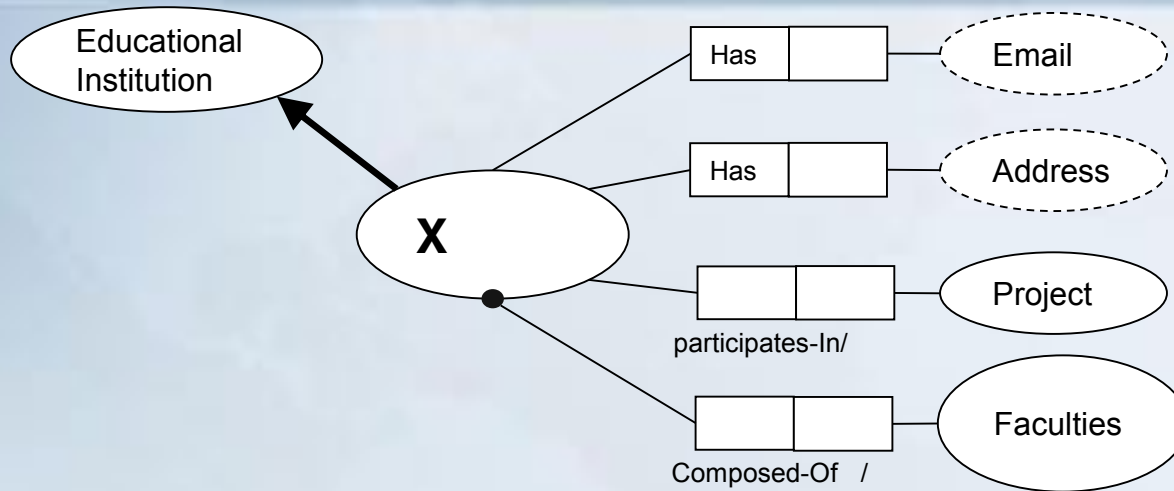 Educational
Institution
Has
Email
Has
Address
X
Project
participates-In/
Faculties
Composed-Of /